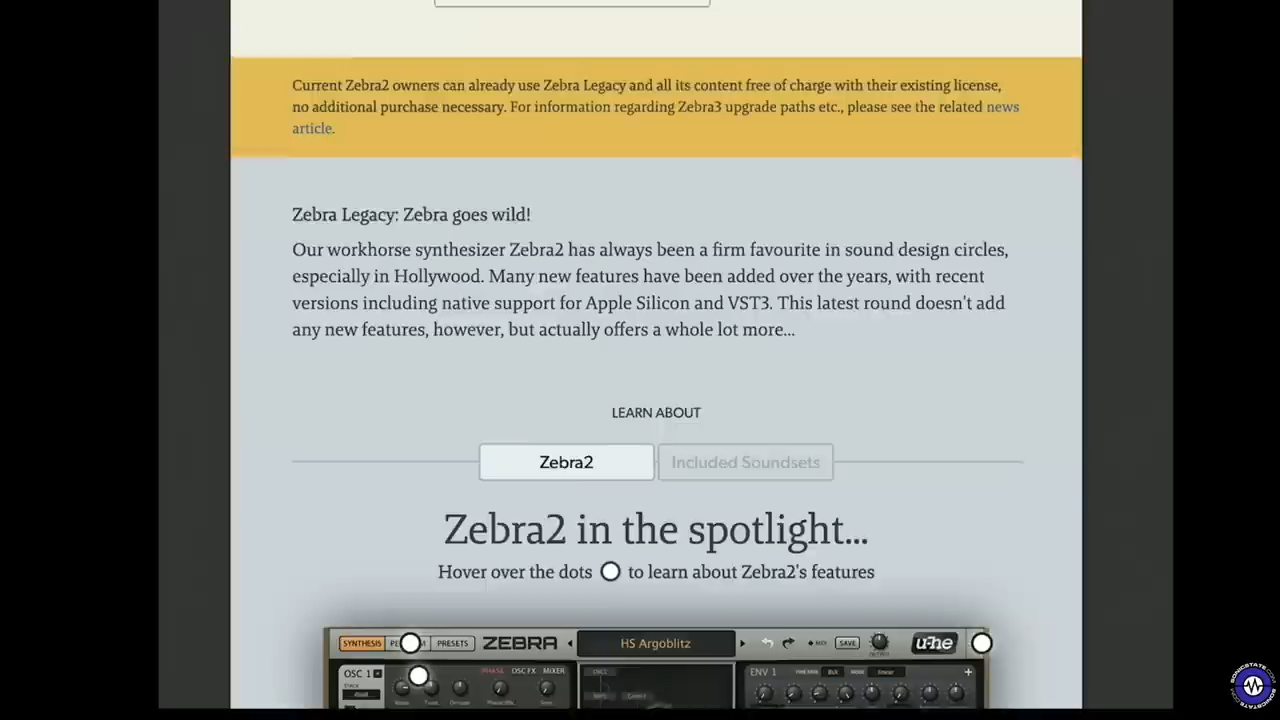 Current Zebra2 owners can already use Zebra Legacy and all its content free of charge with their existing license,
no additional purchase necessary. For information regarding Zebra3 upgrade paths etc., please see the related news
article.
Zebra Legacy: Zebra goes wild!
Our workhorse synthesizer Zebra2 has always been a firm favourite in sound design circles,
especially in Hollywood. Many new features have been added over the years, with recent
versions including native support for Apple Silicon and VST3. This latest round doesn't add
any new features, however, but actually offers a whole lot more...
LEARN ABOUT
Zebra2 Included Soundsets
Zebra2 in the spotlight...
Hover over the dots to learn about Zebra2's features
SYNTHESIS PRESETS ZEBRA HS Argoblitz MIDI SAVE u-he
OUTPUT
OSC 1 PHASE OSC FX MIXER ENV 1